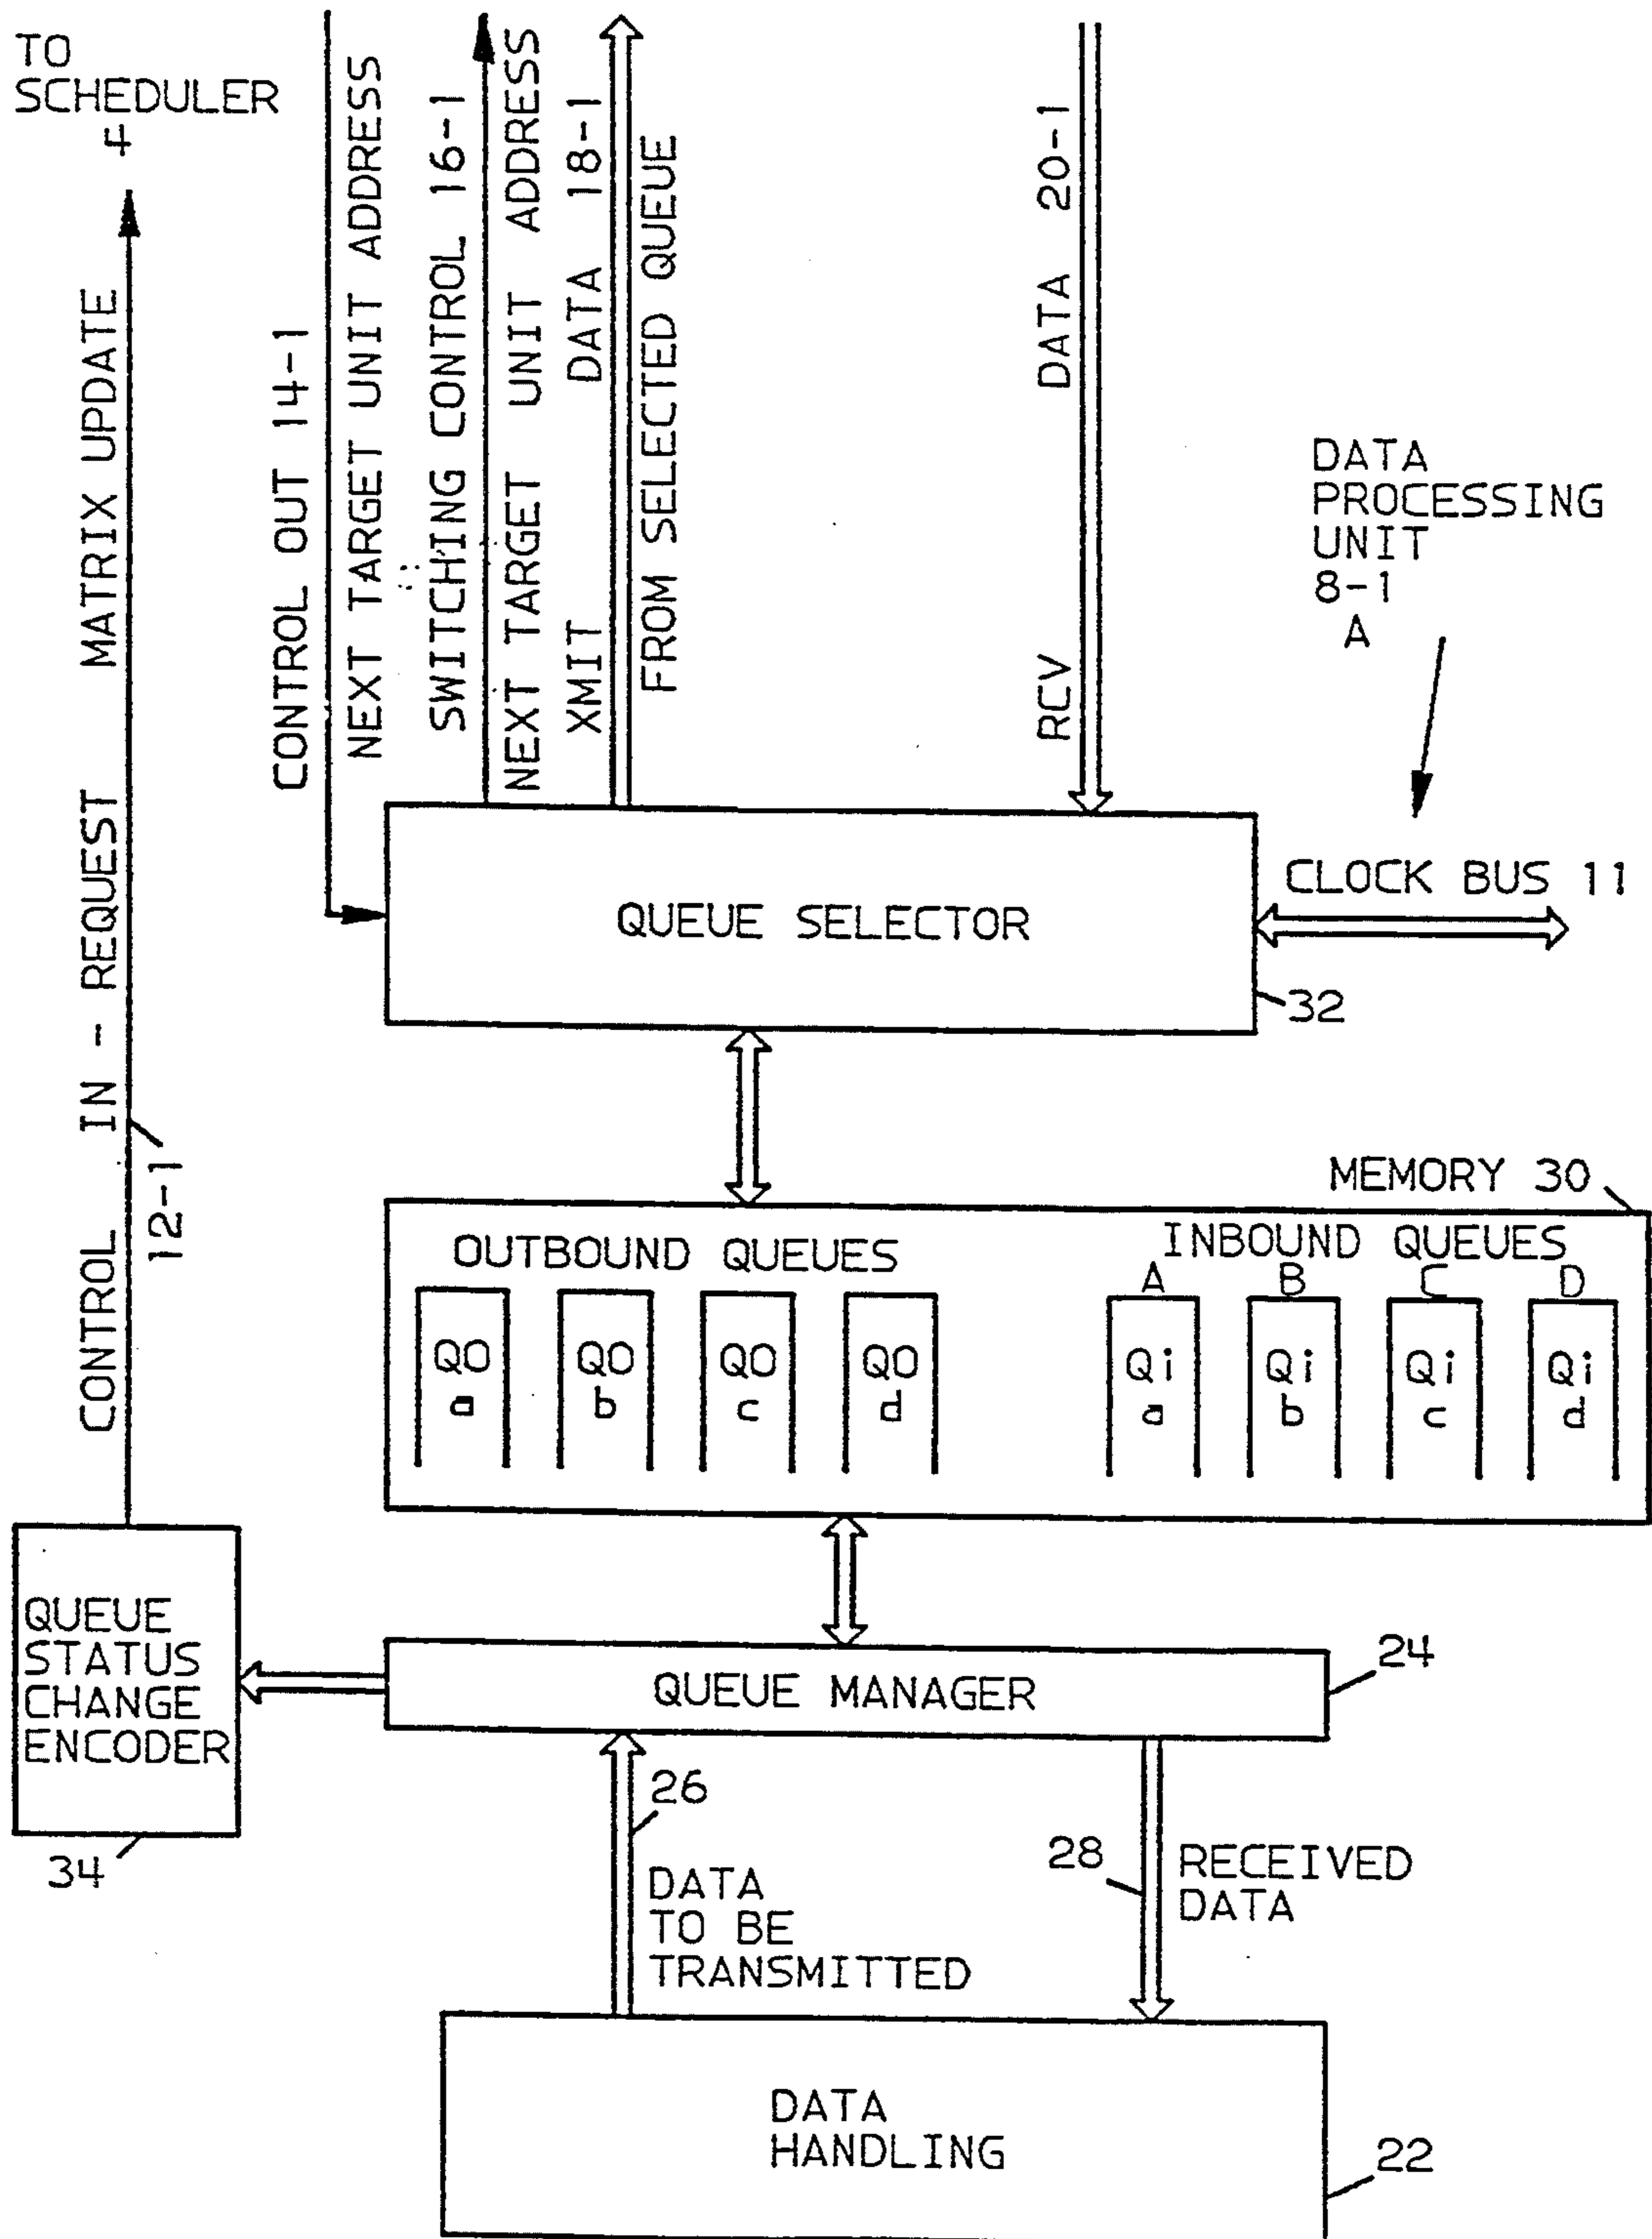 TO
SCHEDULER
4
CONTROL IN - REQUEST MATRIX UPDATE
12-1
CONTROL OUT 14-1
NEXT TARGET UNIT ADDRESS
SWITCHING CONTROL 16-1
NEXT TARGET UNIT ADDRESS
XMIT DATA 18-1
FROM SELECTED QUEUE
RCV DATA 20-1
DATA
PROCESSING
UNIT
8-1
A
CLOCK BUS 11
QUEUE SELECTOR
32
MEMORY 30
OUTBOUND QUEUES
INBOUND QUEUES
A B C D
QO QO QO QO Qi Qi Qi Qi
a b c d a b c d
QUEUE
STATUS
CHANGE
ENCODER
34
QUEUE MANAGER
24
26
DATA
TO BE
TRANSMITTED
28
RECEIVED
DATA
DATA
HANDLING
22